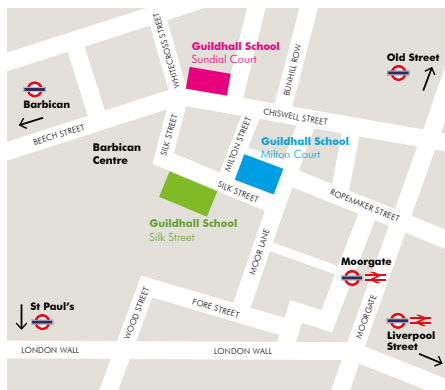 WHITECROSS STREET
BUNHILL ROW
Guildhall School
Sundial Court
Old Street
Barbican
CHISWELL STREET
BEECH STREET
SILK STREET
MILTON STREET
Barbican
Centre
Guildhall School
Milton Court
SILK STREET
ROPEMAKER STREET
Guildhall School
Silk Street
MOOR LANE
Moorgate
St Paul's
WOOD STREET
FORE STREET
MOORGATE
Liverpool
Street
LONDON WALL
LONDON WALL